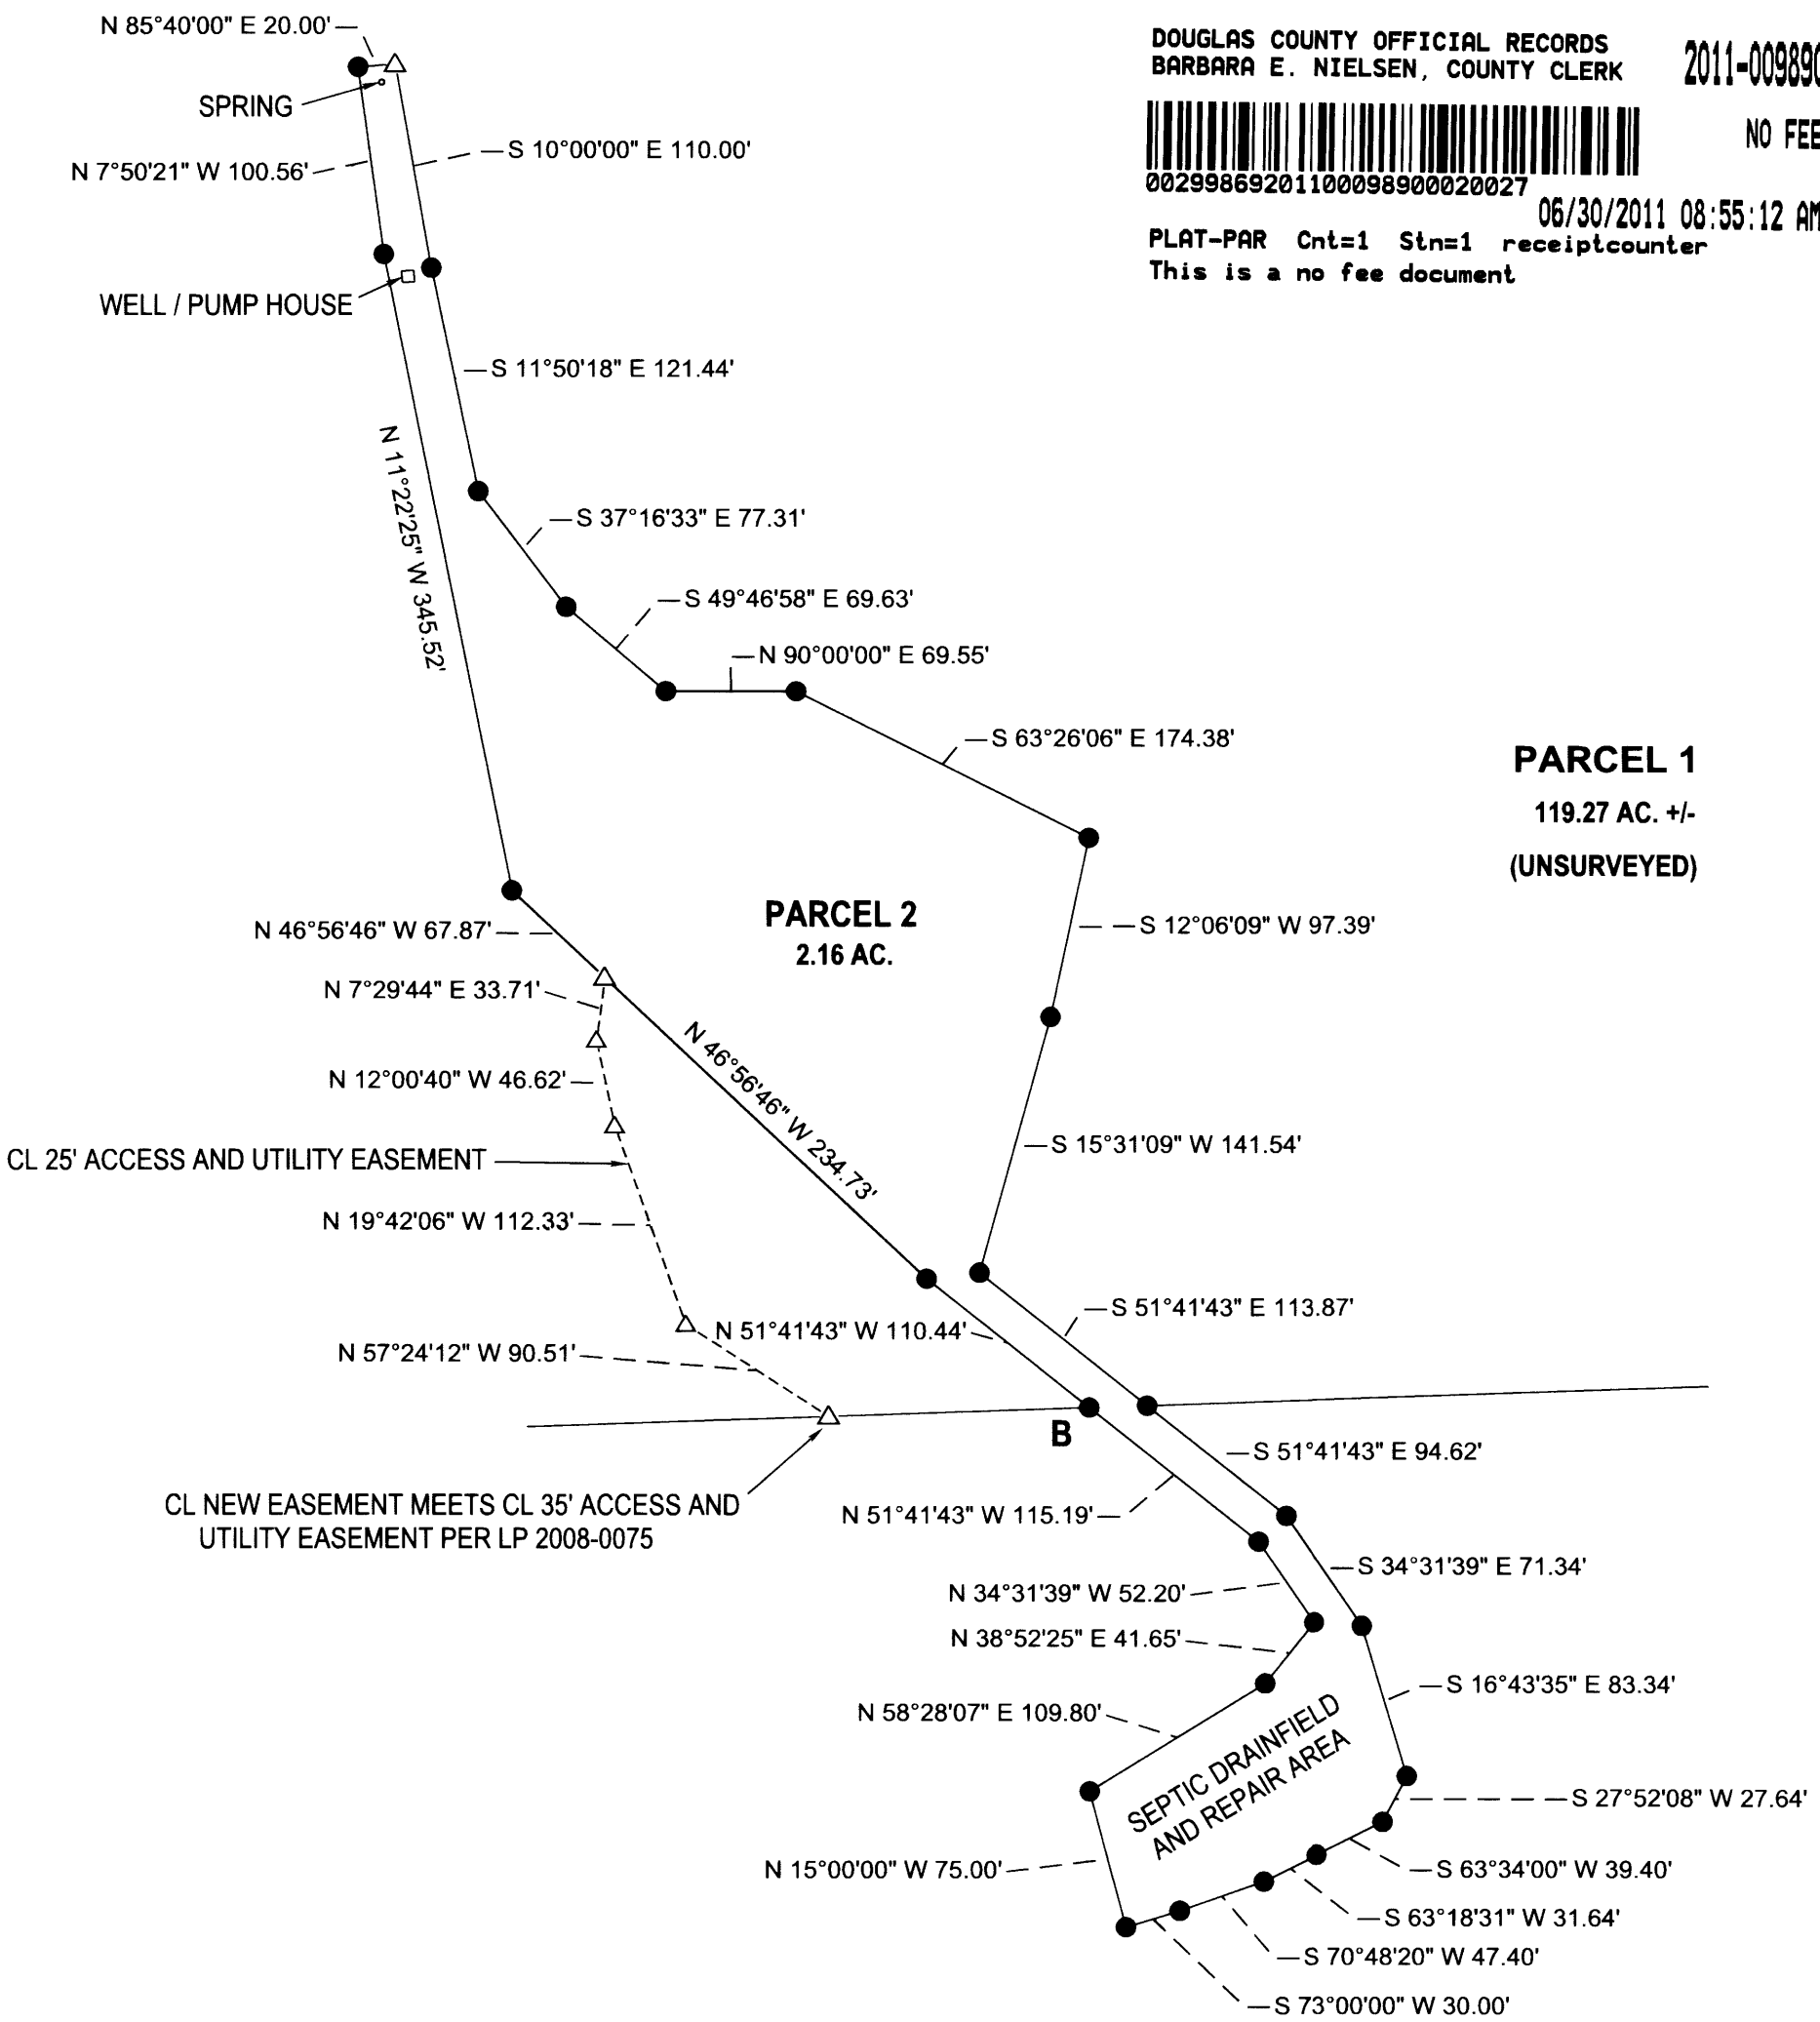 N 85°40'00" E 20.00'
DOUGLAS COUNTY OFFICIAL RECORDS
BARBARA E. NIELSEN, COUNTY CLERK
2011-009890
SPRING
NO FEE
S 10°00'00" E 110.00'
N 7°50'21" W 100.56'
00299869201100098900020027
06/30/2011 08:55:12 AM
PLAT-PAR Cnt=1 Stn=1 receiptcounter
This is a no fee document
WELL / PUMP HOUSE
S 11°50'18" E 121.44'
N 11°22'25" W 345.52'
S 37°16'33" E 77.31'
S 49°46'58" E 69.63'
N 90°00'00" E 69.55'
S 63°26'06" E 174.38'
PARCEL 1
119.27 AC. +/-
(UNSURVEYED)
PARCEL 2
2.16 AC.
N 46°56'46" W 67.87'
S 12°06'09" W 97.39'
N 7°29'44" E 33.71'
N 46°56'46" W 234.73'
N 12°00'40" W 46.62'
S 15°31'09" W 141.54'
CL 25' ACCESS AND UTILITY EASEMENT
N 19°42'06" W 112.33'
S 51°41'43" E 113.87'
N 51°41'43" W 110.44'
N 57°24'12" W 90.51'
B
S 51°41'43" E 94.62'
CL NEW EASEMENT MEETS CL 35' ACCESS AND
UTILITY EASEMENT PER LP 2008-0075
N 51°41'43" W 115.19'
S 34°31'39" E 71.34'
N 34°31'39" W 52.20'
N 38°52'25" E 41.65'
S 16°43'35" E 83.34'
N 58°28'07" E 109.80'
SEPTIC DRAINFIELD
AND REPAIR AREA
S 27°52'08" W 27.64'
N 15°00'00" W 75.00'
S 63°34'00" W 39.40'
S 63°18'31" W 31.64'
S 70°48'20" W 47.40'
S 73°00'00" W 30.00'